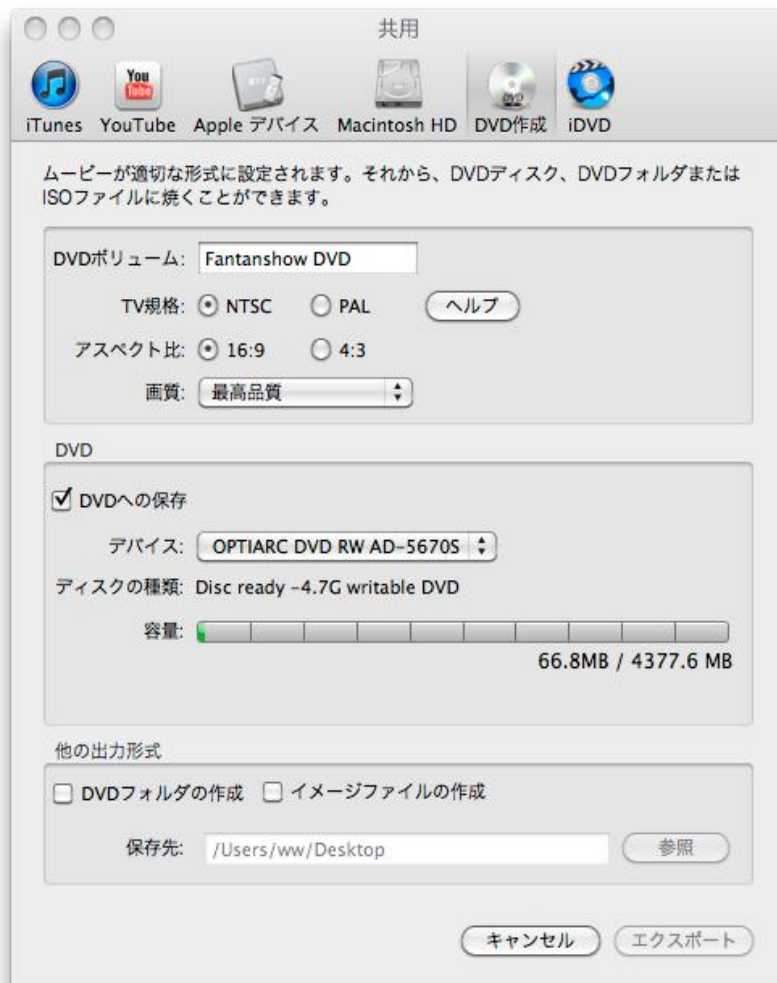 共用
iTunes YouTube Apple デバイス Macintosh HD DVD作成 iDVD
ムービーが適切な形式に設定されます。それから、DVDディスク、DVDフォルダまたは
ISOファイルに焼くことができます。
DVDボリューム: Fantanshow DVD
TV規格: NTSC PAL ヘルプ
アスペクト比: 16:9 4:3
画質: 最高品質
DVD
DVDへの保存
デバイス: OPTIARC DVD RW AD-5670S
ディスクの種類: Disc ready -4.7G writable DVD
容量:
66.8MB / 4377.6 MB
他の出力形式
DVDフォルダの作成 イメージファイルの作成
保存先: /Users/ww/Desktop 参照
キャンセル エクスポート